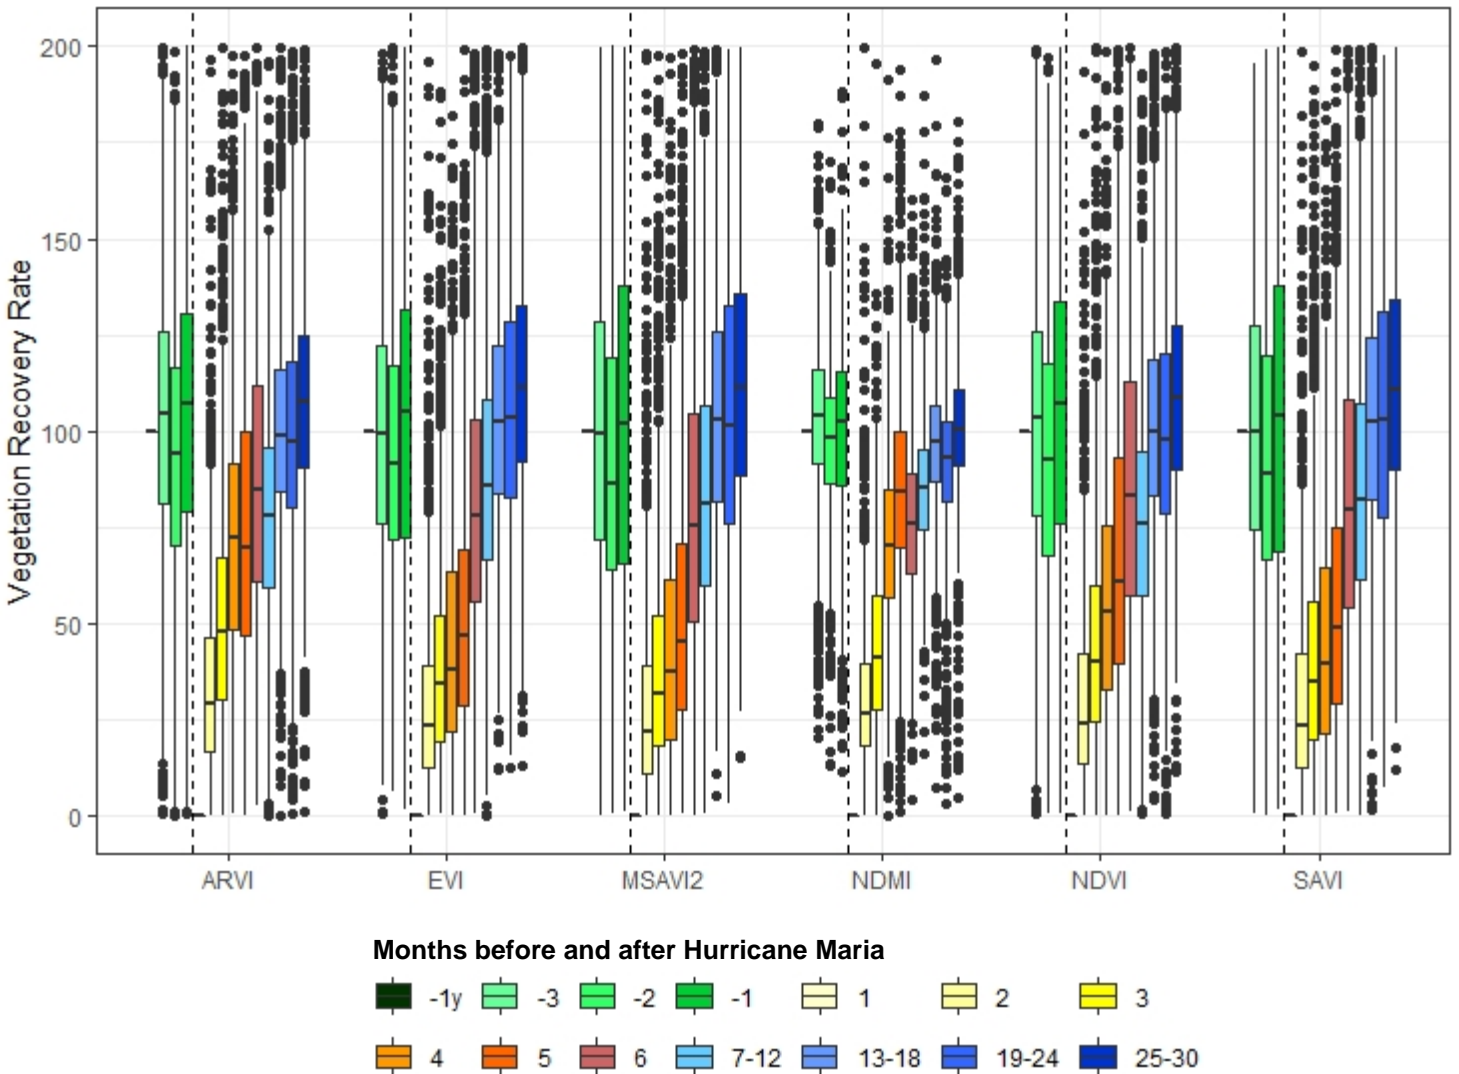 Vegetation Recovery Rate
200
150
100
50
0
ARVI EVI MSAVI2 NDMI NDVI SAVI
Months before and after Hurricane Maria
-1y -3 -2 -1 1 2 3
4 5 6 7-12 13-18 19-24 25-30